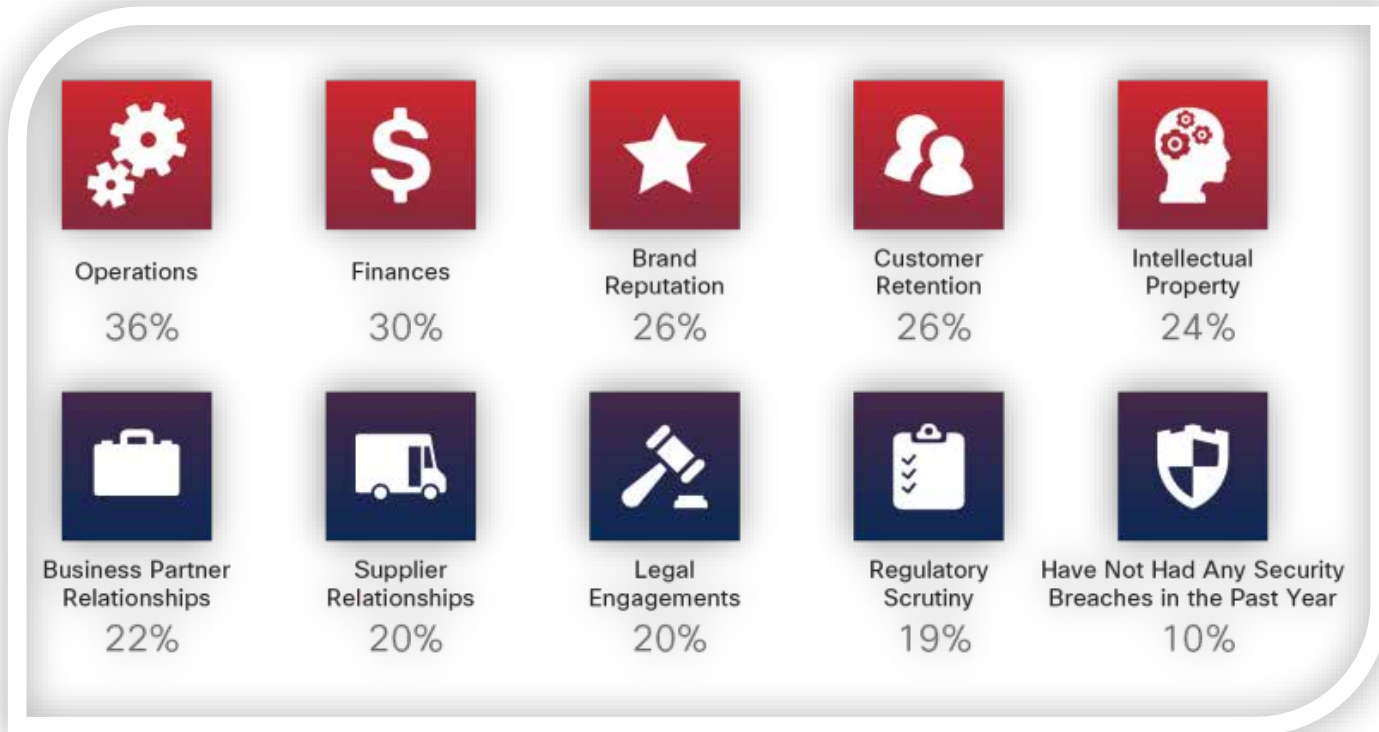 Operations
36%
Finances
30%
Brand
Reputation
26%
Customer
Retention
26%
Intellectual
Property
24%
Business Partner
Relationships
22%
Supplier
Relationships
20%
Legal
Engagements
20%
Regulatory
Scrutiny
19%
Have Not Had Any Security
Breaches in the Past Year
10%